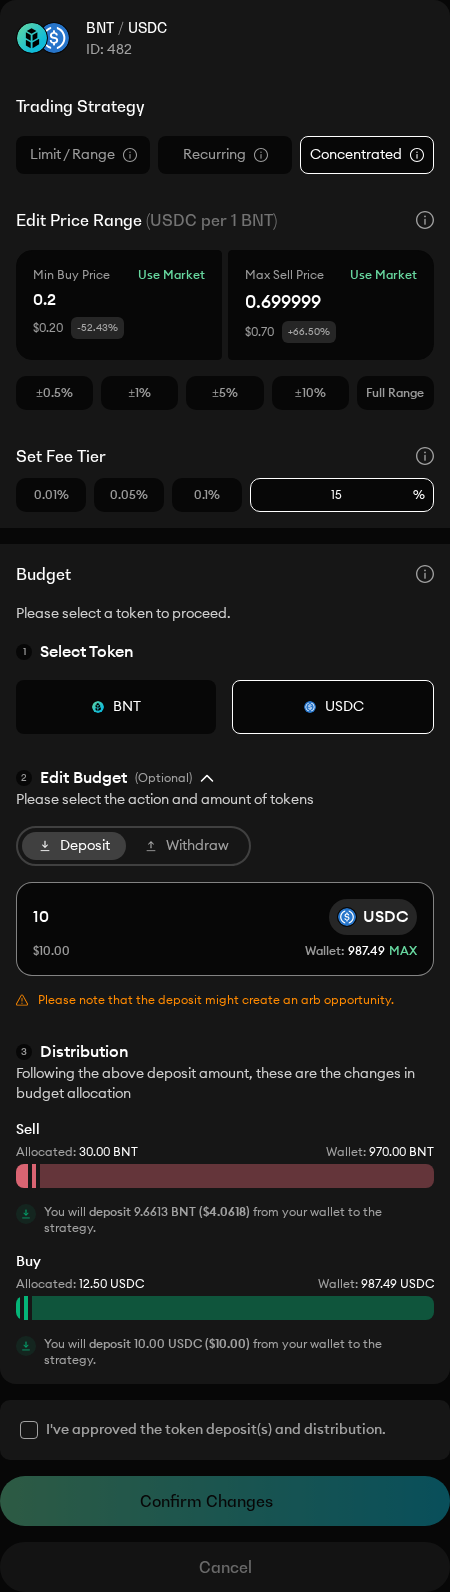 BNT / USDC
ID: 482
Trading Strategy
Limit / Range
Recurring
Concentrated
Edit Price Range (USDC per 1 BNT)
Min Buy Price
Use Market
0.2
$0.20
-52.43%
Max Sell Price
Use Market
0.699999
$0.70
+66.50%
±0.5%
±1%
±5%
±10%
Full Range
Set Fee Tier
0.01%
0.05%
0.1%
15
%
Budget
Please select a token to proceed.
1 Select Token
BNT
USDC
2 Edit Budget (Optional)
Please select the action and amount of tokens
Deposit
Withdraw
10
USDC
$10.00
Wallet: 987.49 MAX
Please note that the deposit might create an arb opportunity.
3 Distribution
Following the above deposit amount, these are the changes in
budget allocation
Sell
Allocated: 30.00 BNT
Wallet: 970.00 BNT
You will deposit 9.6613 BNT ($4.0618) from your wallet to the
strategy.
Buy
Allocated: 12.50 USDC
Wallet: 987.49 USDC
You will deposit 10.00 USDC ($10.00) from your wallet to the
strategy.
I've approved the token deposit(s) and distribution.
Confirm Changes
Cancel